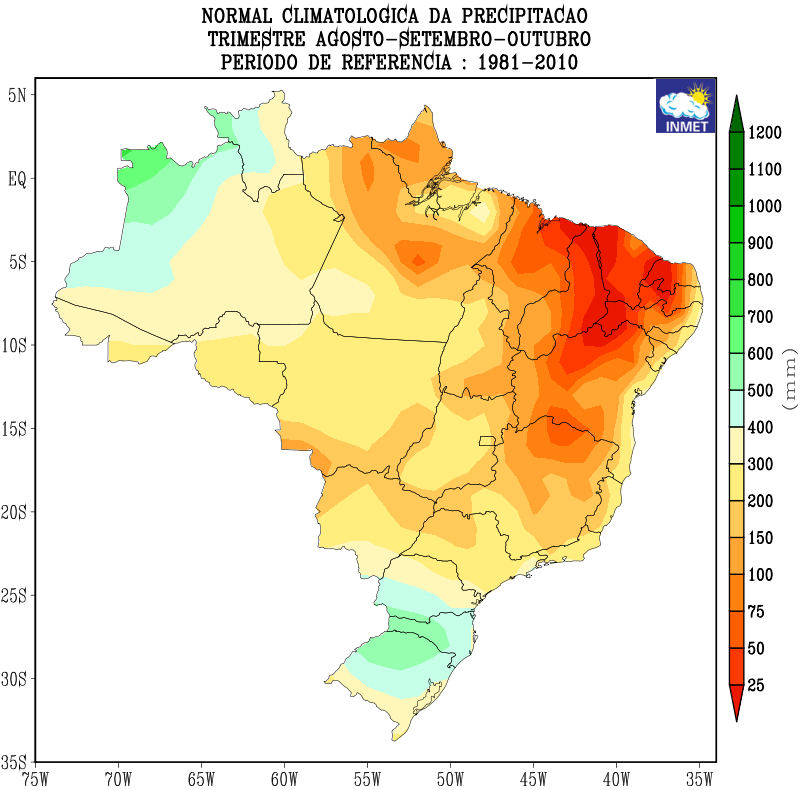 NORMAL CLIMATOLOGICA DA PRECIPITACAO
TRIMESTRE AGOSTO-SETEMBRO-OUTUBRO
PERIODO DE REFERENCIA : 1981-2010
INMET
5N
EQ
5S
10S
15S
20S
25S
30S
35S
75W 70W 65W 60W 55W 50W 45W 40W 35W
1200
1100
1000
900
800
700
600
500
400
300
200
150
100
75
50
25
(mm)